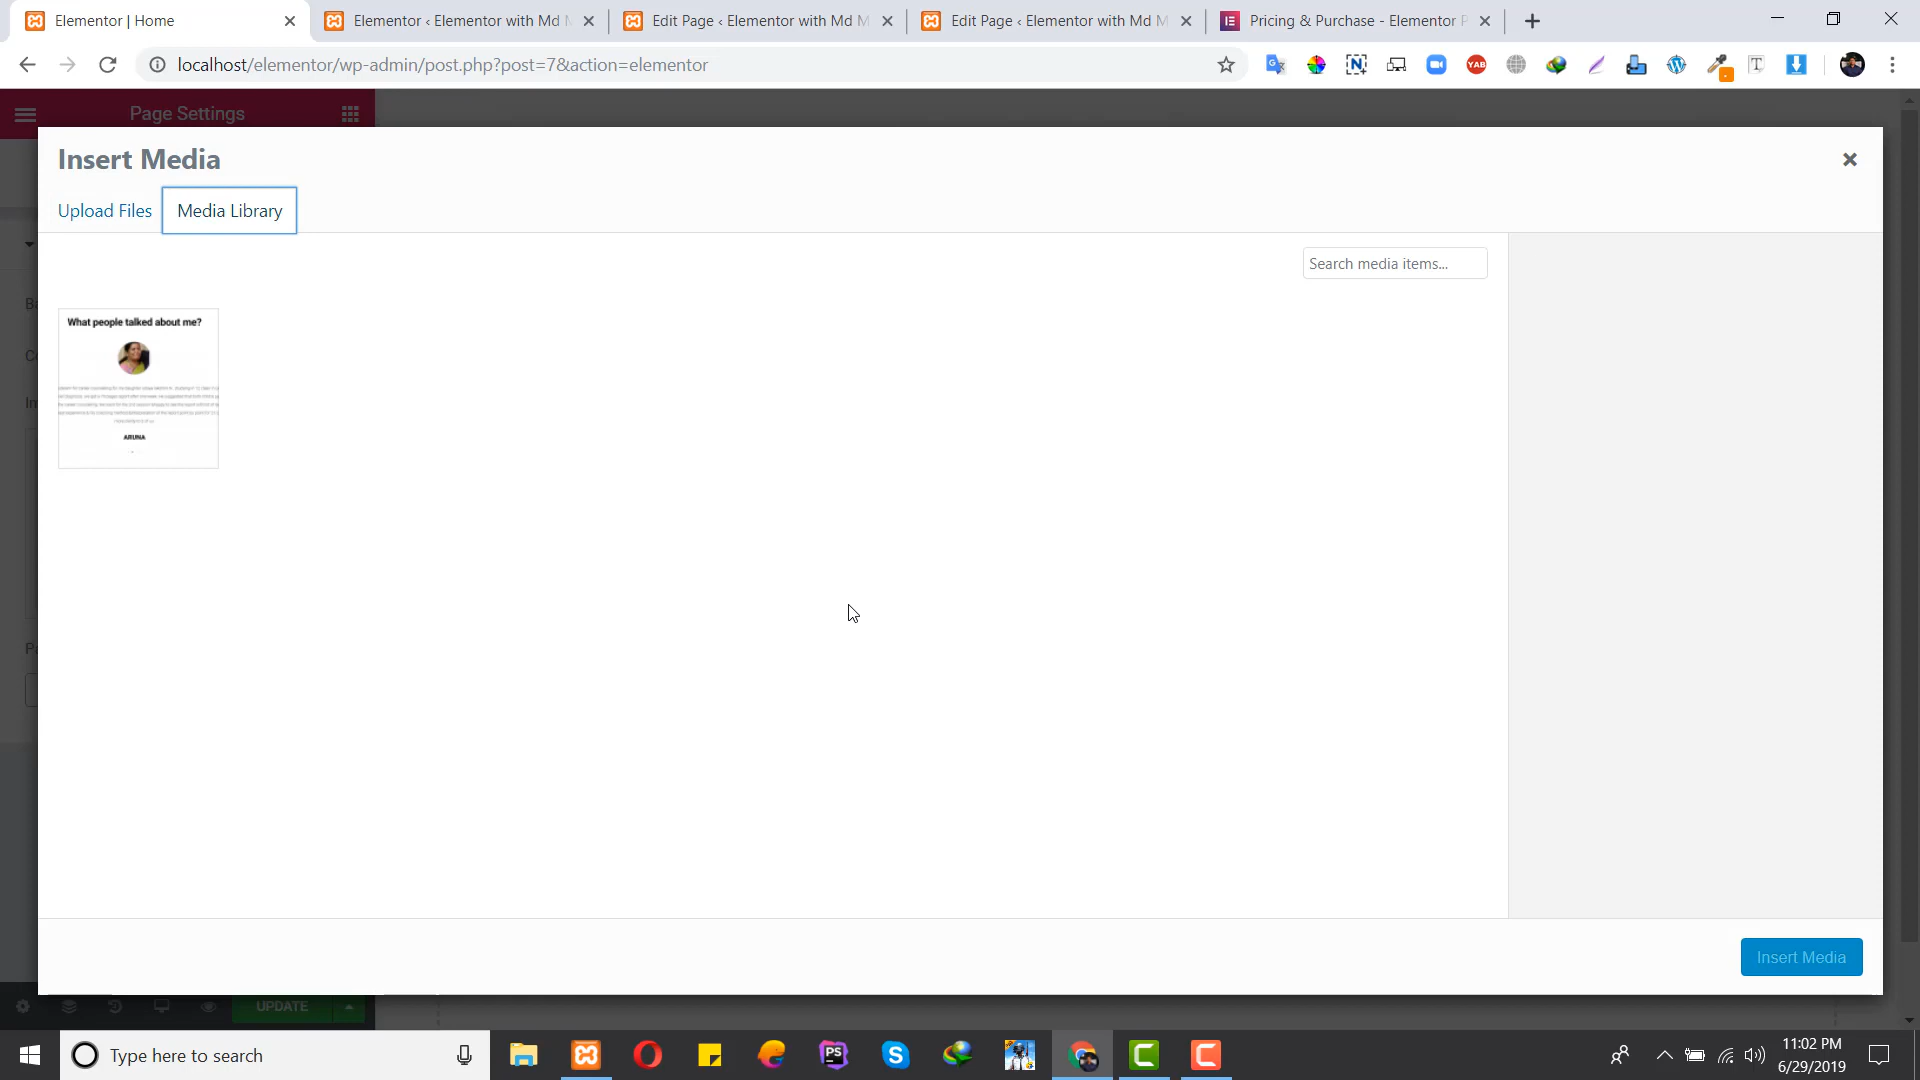 Elementor | Home
Elementor ‹ Elementor with Md M
Edit Page ‹ Elementor with Md M
Edit Page ‹ Elementor with Md M
Pricing & Purchase - Elementor P
localhost/elementor/wp-admin/post.php?post=7&action=elementor
YAB
Page Settings
Insert Media
Upload Files
Media Library
Search media items...
What people talked about me?
ARUNA
Insert Media
UPDATE
Type here to search
PS
11:02 PM
6/29/2019